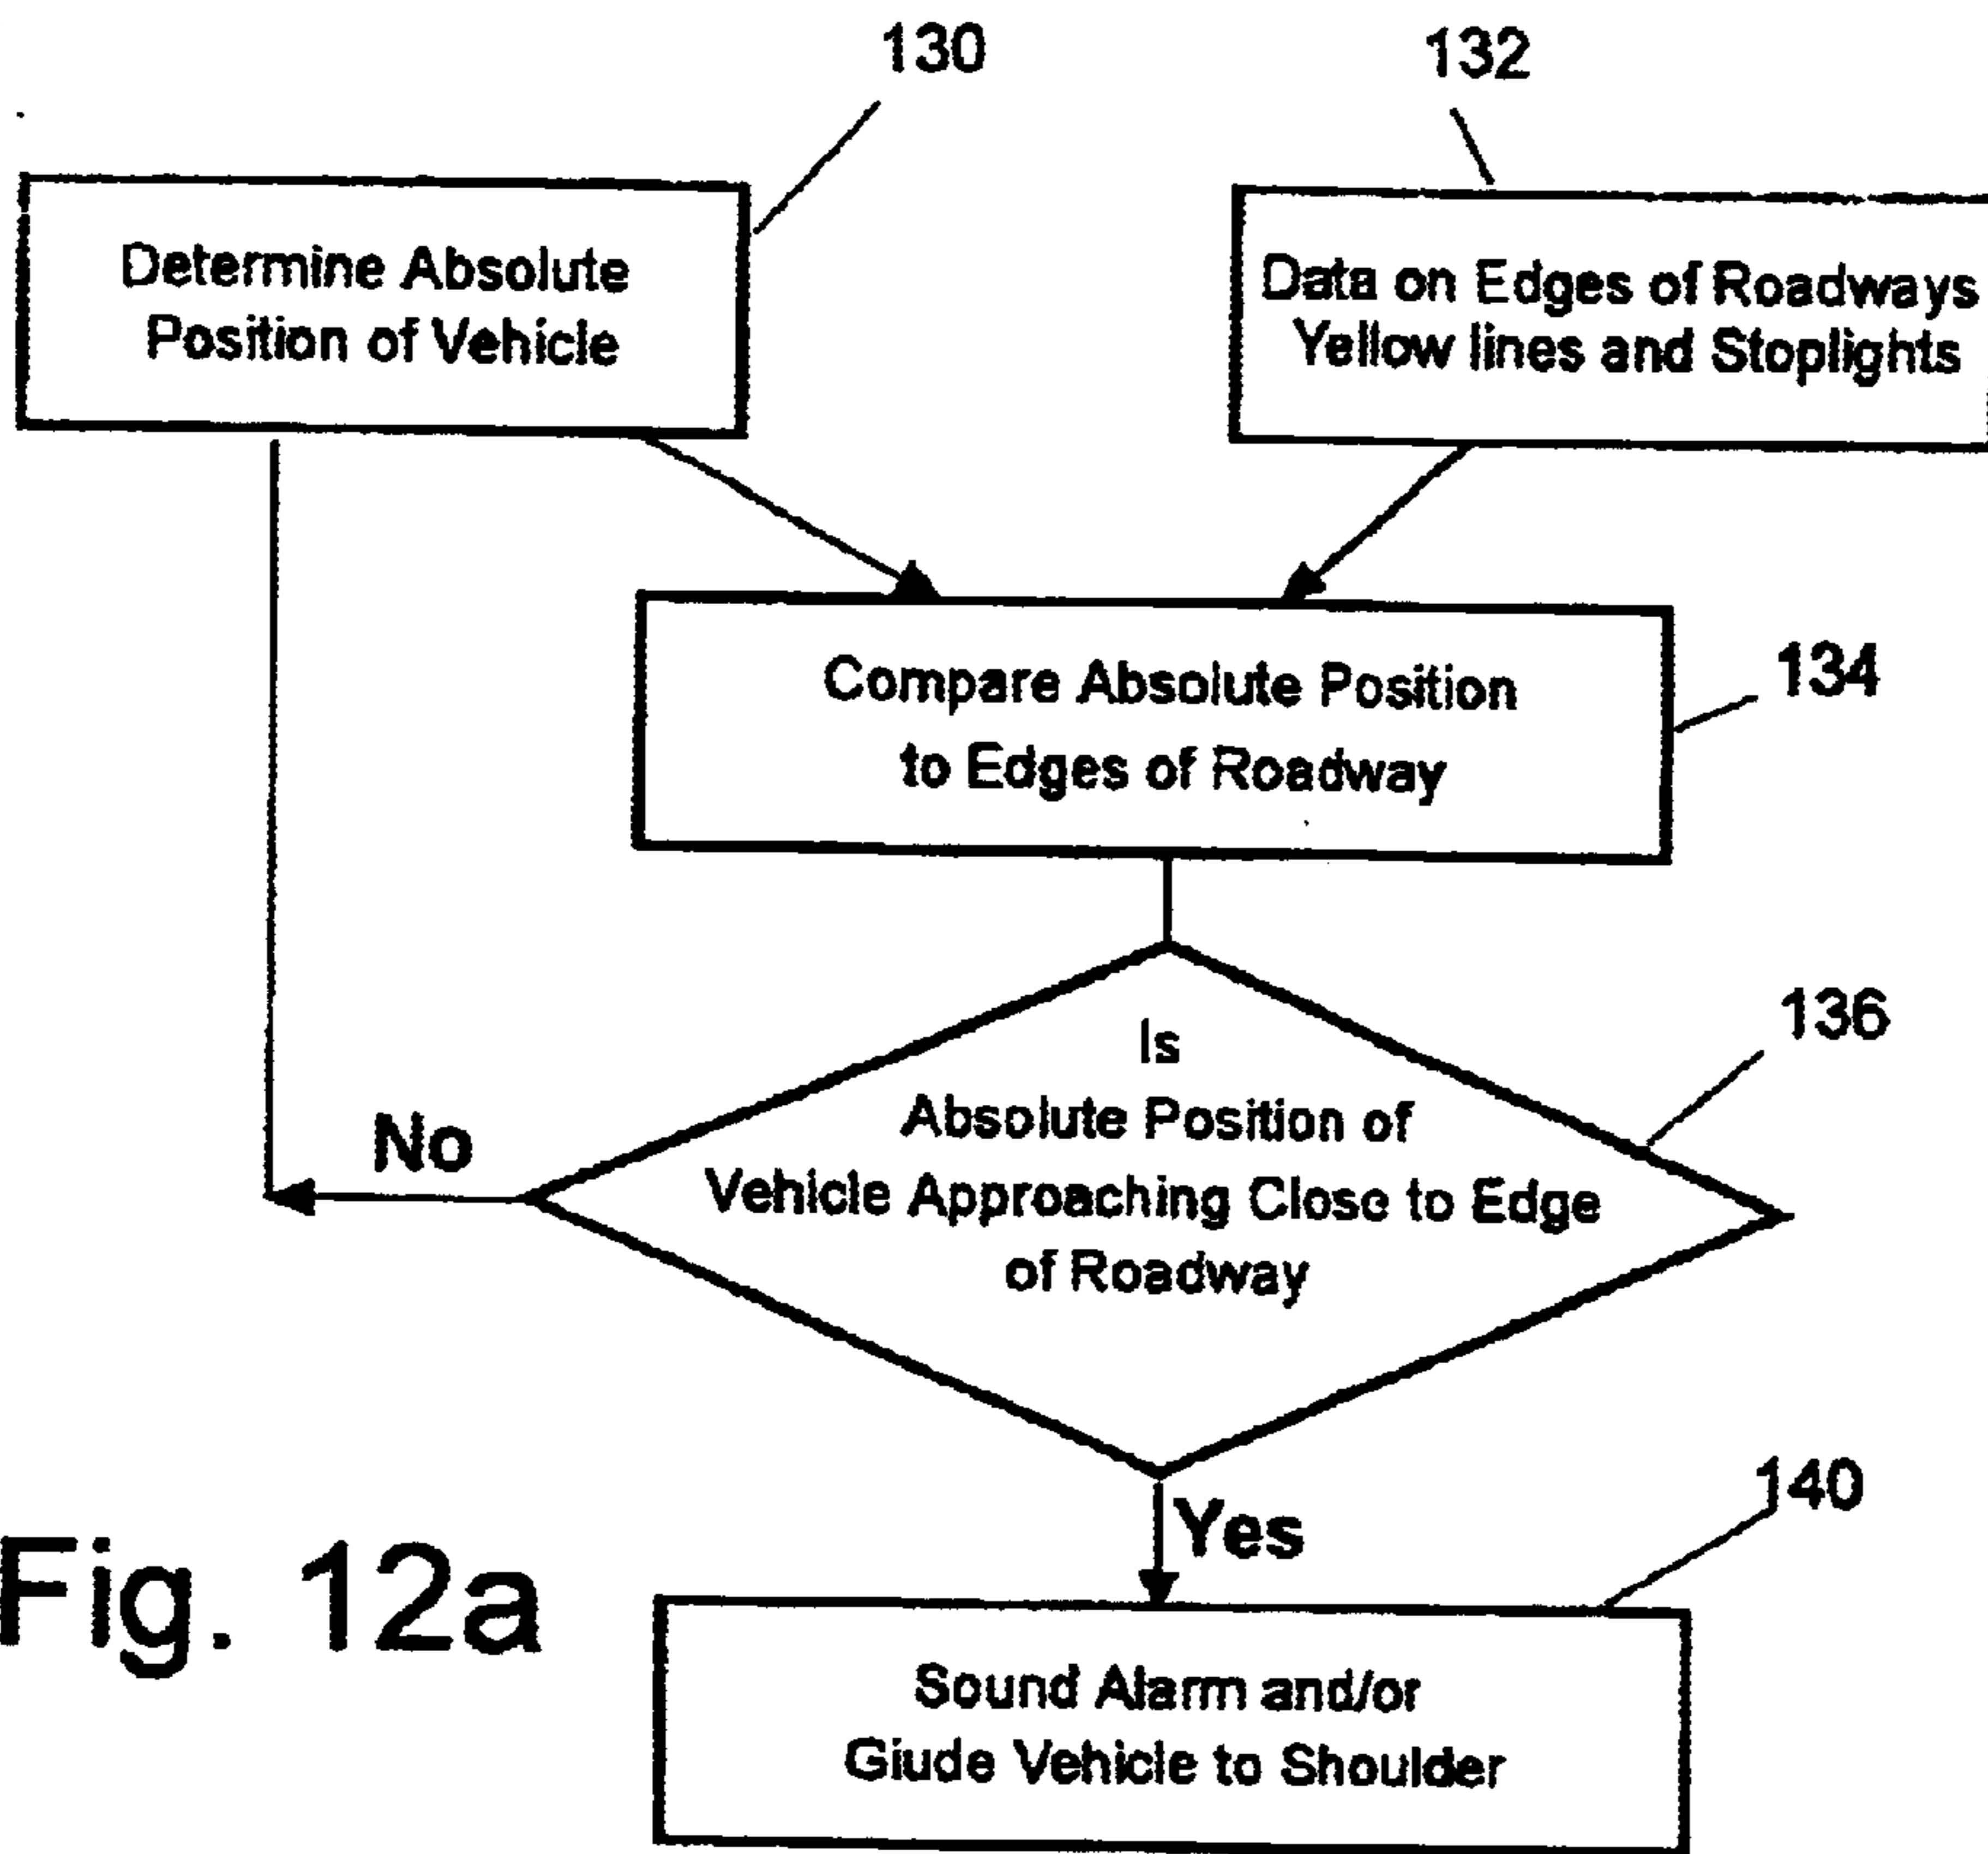 130
132
Determine Absolute
Position of Vehicle
Data on Edges of Roadways
Yellow lines and Stoplights
Compare Absolute Position
to Edges of Roadway
134
Is
Absolute Position of
Vehicle Approaching Close to Edge
of Roadway
136
No
Yes
140
Sound Alarm and/or
Giude Vehicle to Shoulder
Fig. 12a